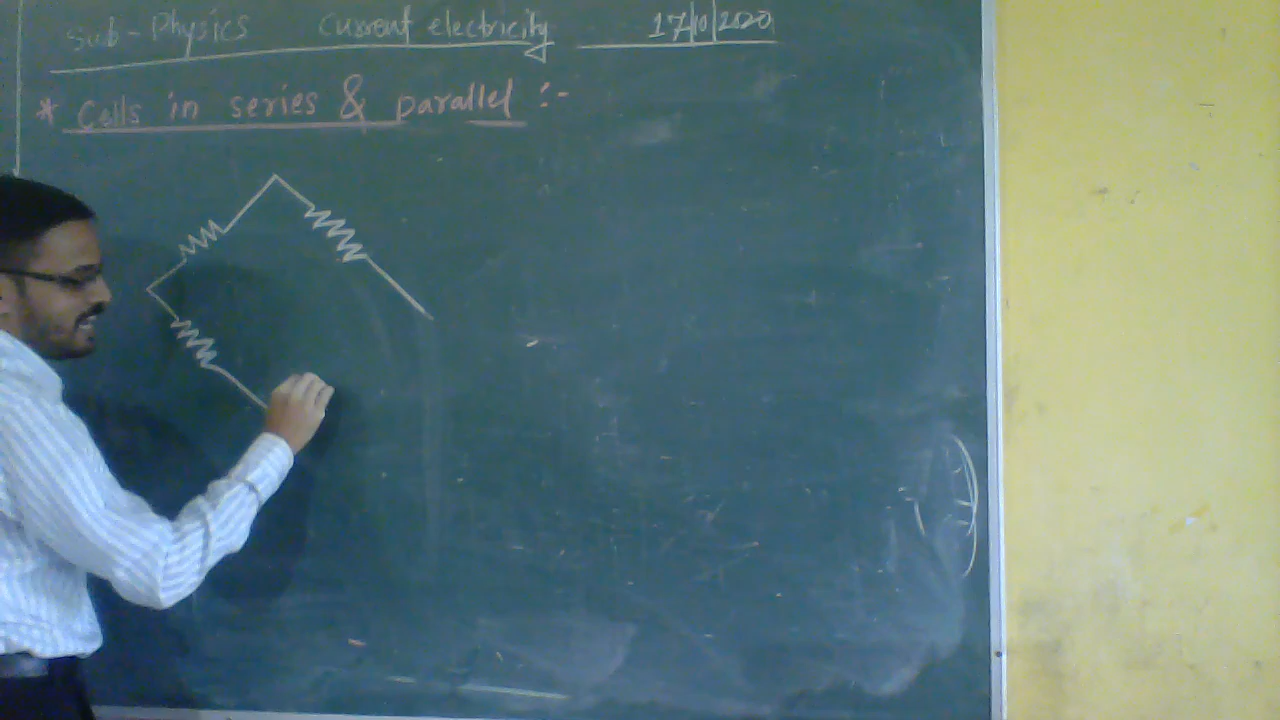 Sub - Physics Current electricity 17/10/2020
* Cells in series & parallel :-